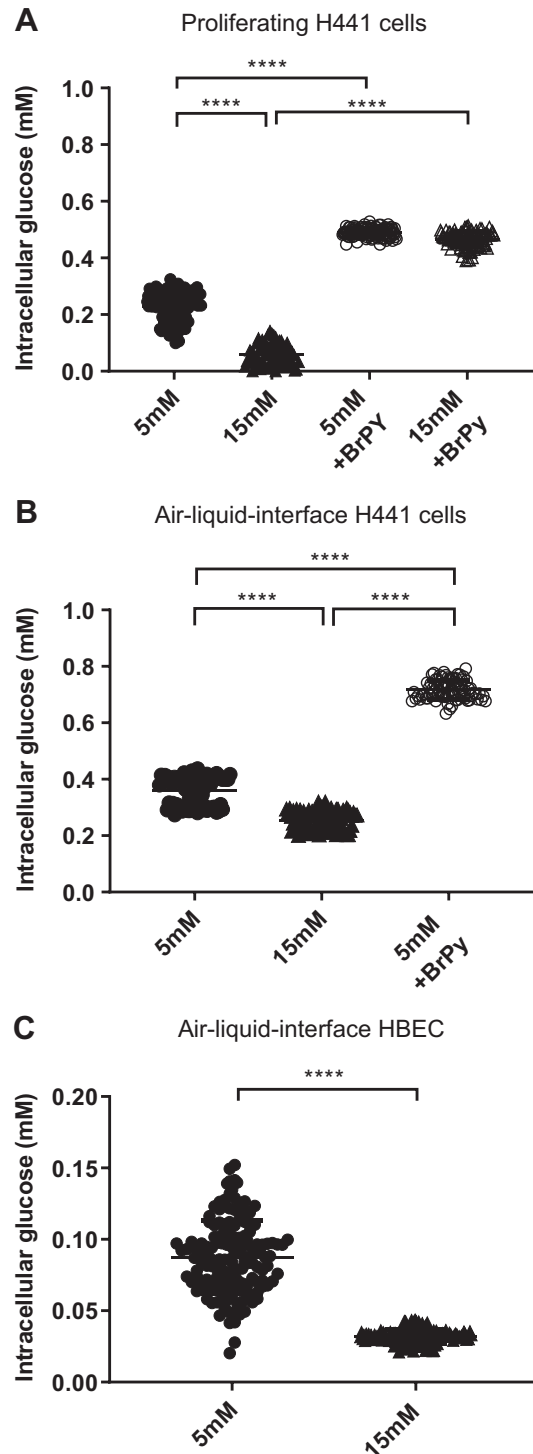 A
Proliferating H441 cells
****
****
****
Intracellular glucose (mM)
1.0
0.8
0.6
0.4
0.2
0.0
5mM
15mM
5mM
+BrPY
15mM
+BrPy
B
Air-liquid-interface H441 cells
****
****
****
Intracellular glucose (mM)
1.0
0.8
0.6
0.4
0.2
0.0
5mM
15mM
5mM
+BrPy
C
Air-liquid-interface HBEC
****
Intracellular glucose (mM)
0.20
0.15
0.10
0.05
0.00
5mM
15mM